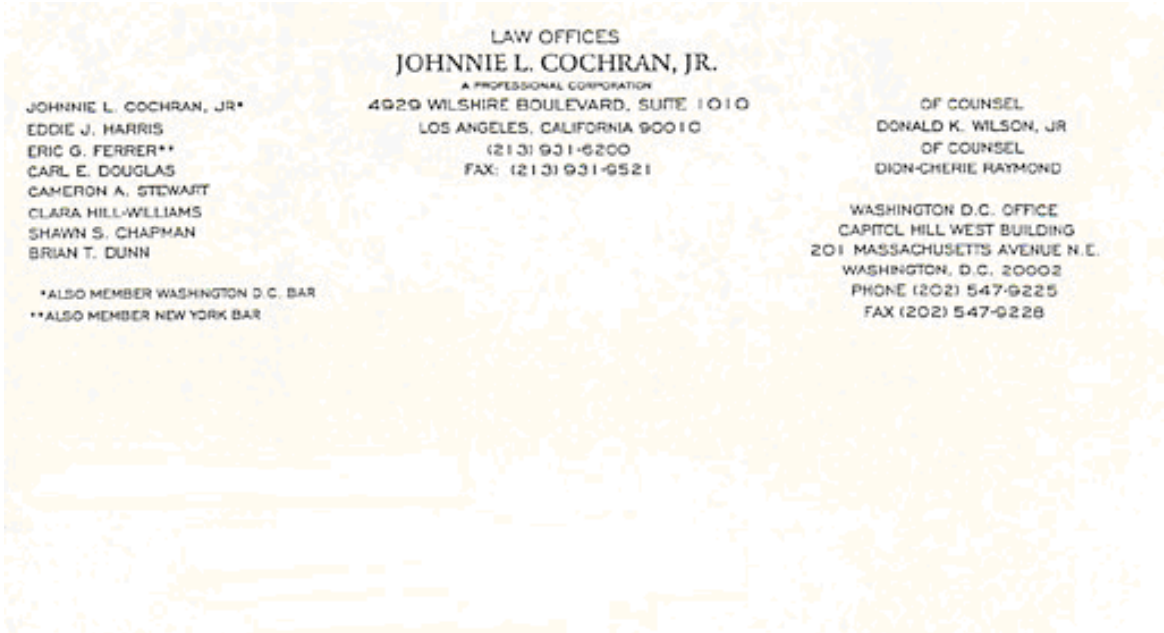 LAW OFFICES
JOHNNIE L. COCHRAN, JR.
A PROFESSIONAL CORPORATION
4929 WILSHIRE BOULEVARD, SUITE 1010
LOS ANGELES, CALIFORNIA 90010
(213) 931-6200
FAX: (213) 931-9521
JOHNNIE L. COCHRAN, JR*
EDDIE J. HARRIS
ERIC G. FERRER**
CARL E. DOUGLAS
CAMERON A. STEWART
CLARA HILL-WILLIAMS
SHAWN S. CHAPMAN
BRIAN T. DUNN
*ALSO MEMBER WASHINGTON D.C. BAR
**ALSO MEMBER NEW YORK BAR
OF COUNSEL
DONALD K. WILSON, JR
OF COUNSEL
DION-CHERIE RAYMOND
WASHINGTON D.C. OFFICE
CAPITOL HILL WEST BUILDING
201 MASSACHUSETTS AVENUE N.E.
WASHINGTON, D.C. 20002
PHONE (202) 547-9225
FAX (202) 547-9228